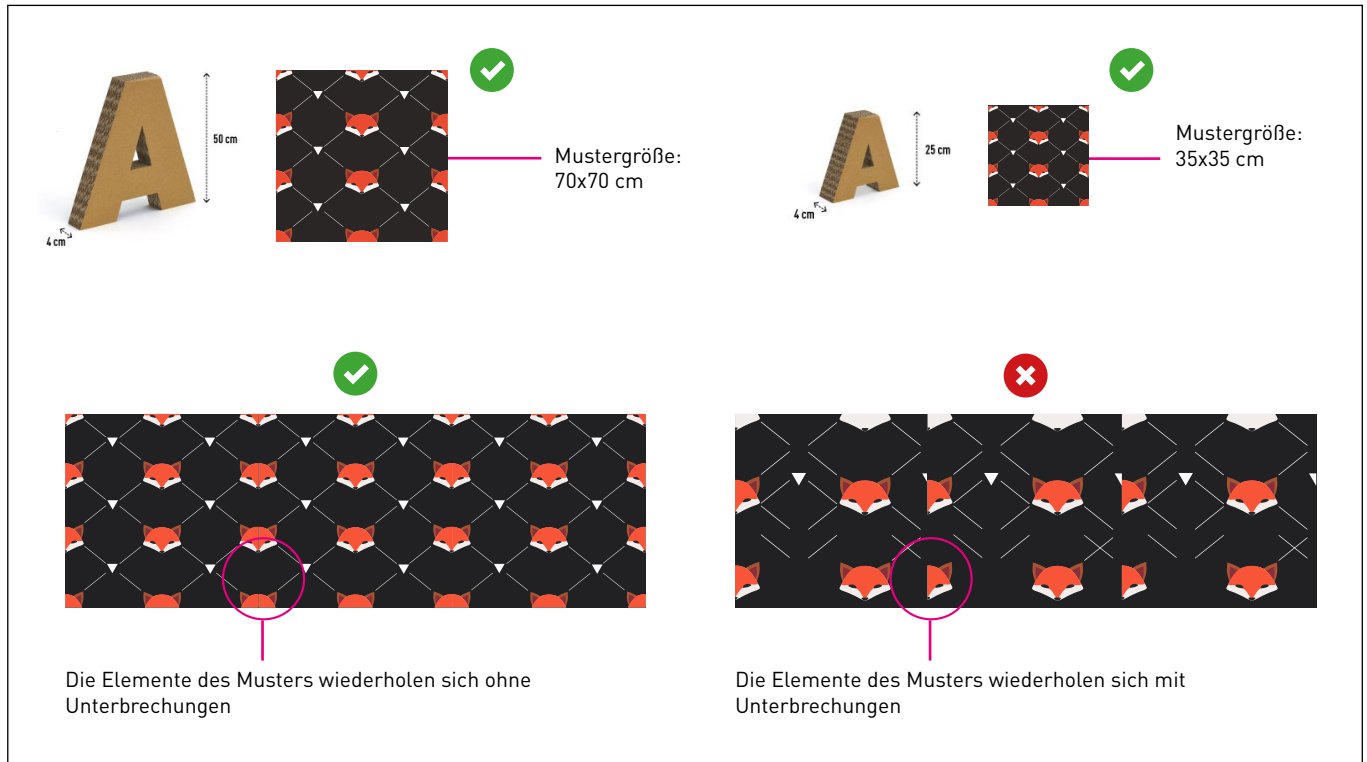 50 cm
4 cm
Mustergröße:
70x70 cm
25 cm
4 cm
Mustergröße:
35x35 cm
Die Elemente des Musters wiederholen sich ohne
Unterbrechungen
Die Elemente des Musters wiederholen sich mit
Unterbrechungen